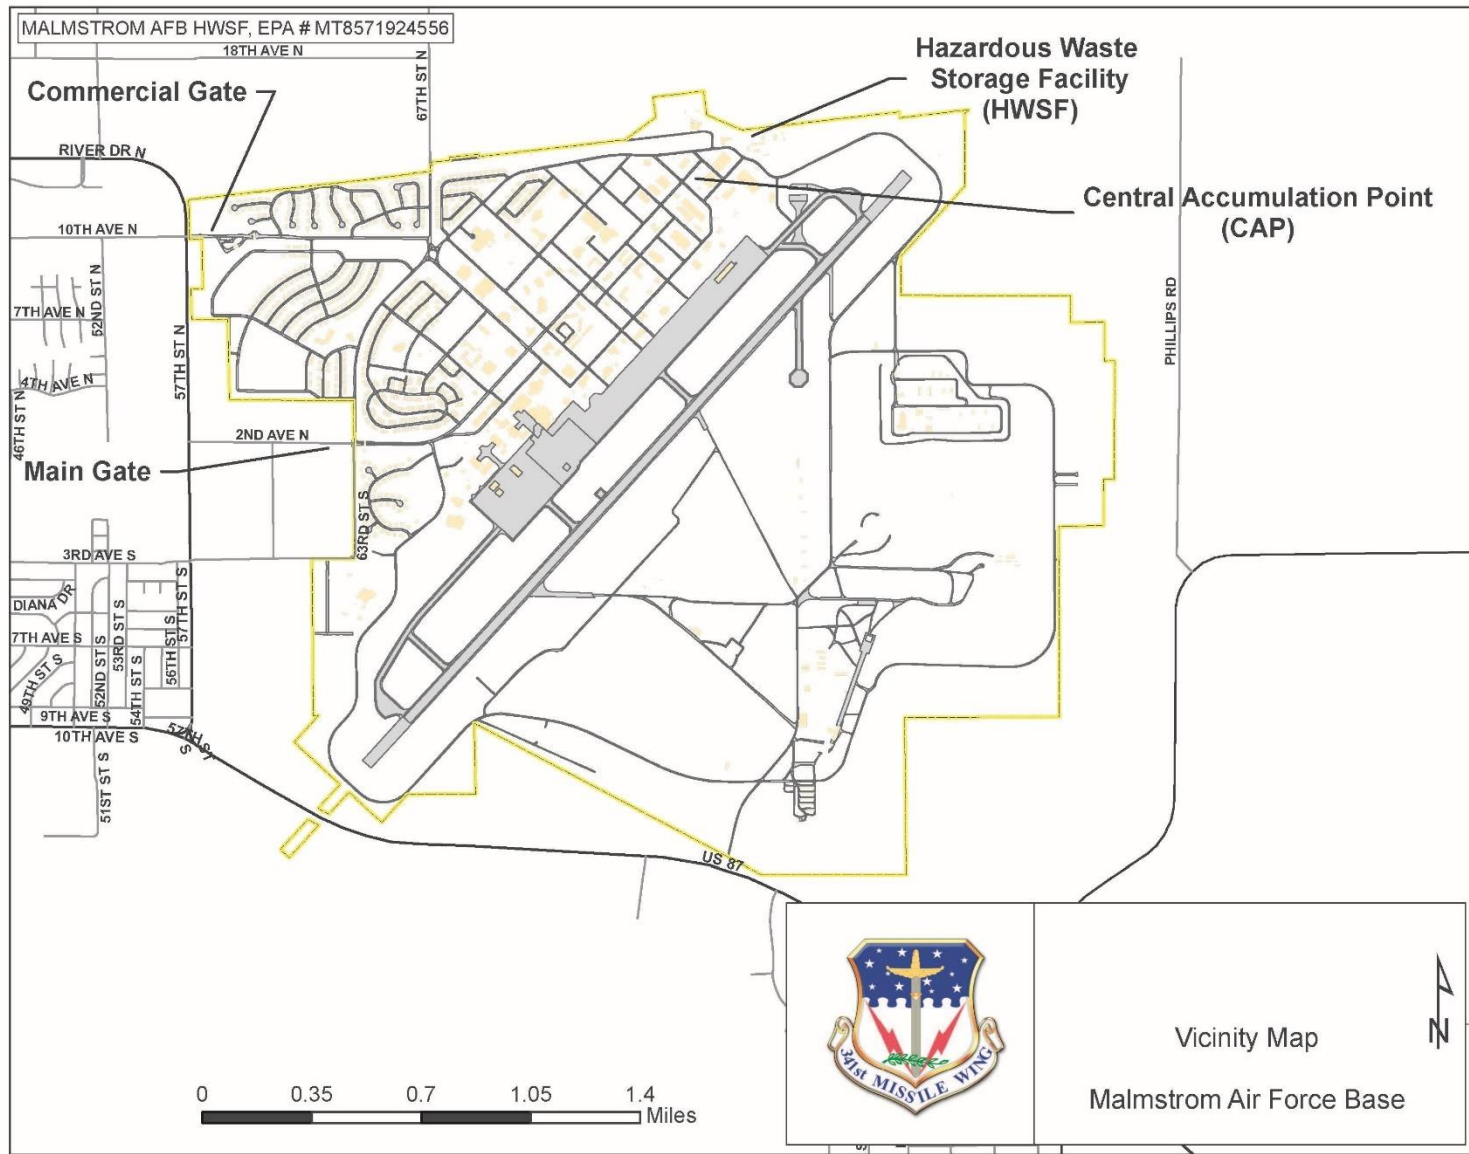 MALMSTROM AFB HWSF, EPA # MT8571924556
18TH AVE N
67TH ST N
Hazardous Waste
Storage Facility
(HWSF)
Commercial Gate
RIVER DR N
Central Accumulation Point
(CAP)
10TH AVE N
52ND ST N
7TH AVE N
57TH ST N
PHILLIPS RD
4TH AVE N
46TH ST N
2ND AVE N
Main Gate
63RD ST S
3RD AVE S
DIANA DR
57TH ST S
7TH AVE S
49TH ST S
52ND ST S
53RD ST S
54TH ST S
56TH ST S
9TH AVE S
10TH AVE S
57TH ST
S
51ST ST S
US 87
341st MISSILE WING
Vicinity Map
N
Malmstrom Air Force Base
0 0.35 0.7 1.05 1.4
Miles